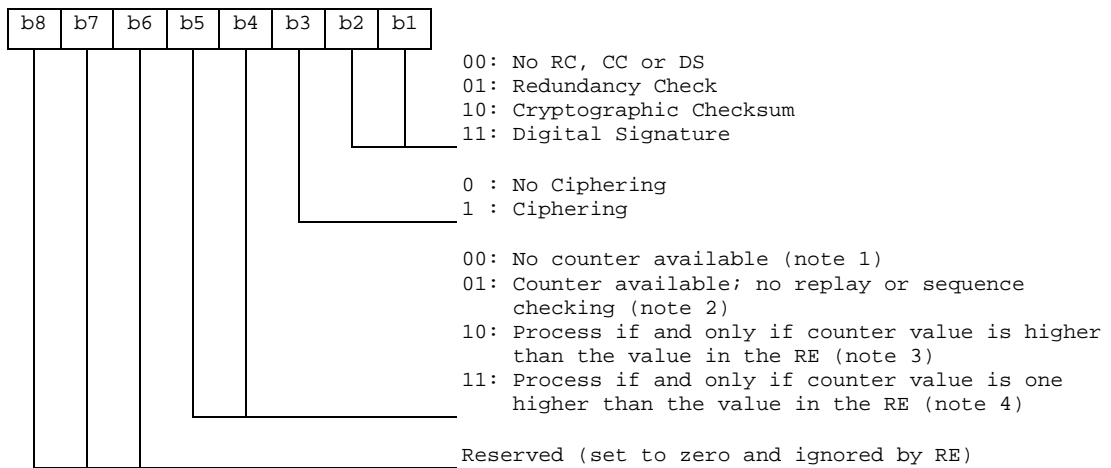 b8 b7 b6 b5 b4 b3 b2 b1
00: No RC, CC or DS
01: Redundancy Check
10: Cryptographic Checksum
11: Digital Signature
0 : No Ciphering
1 : Ciphering
00: No counter available (note 1)
01: Counter available; no replay or sequence
checking (note 2)
10: Process if and only if counter value is higher
than the value in the RE (note 3)
11: Process if and only if counter value is one
higher than the value in the RE (note 4)
Reserved (set to zero and ignored by RE)